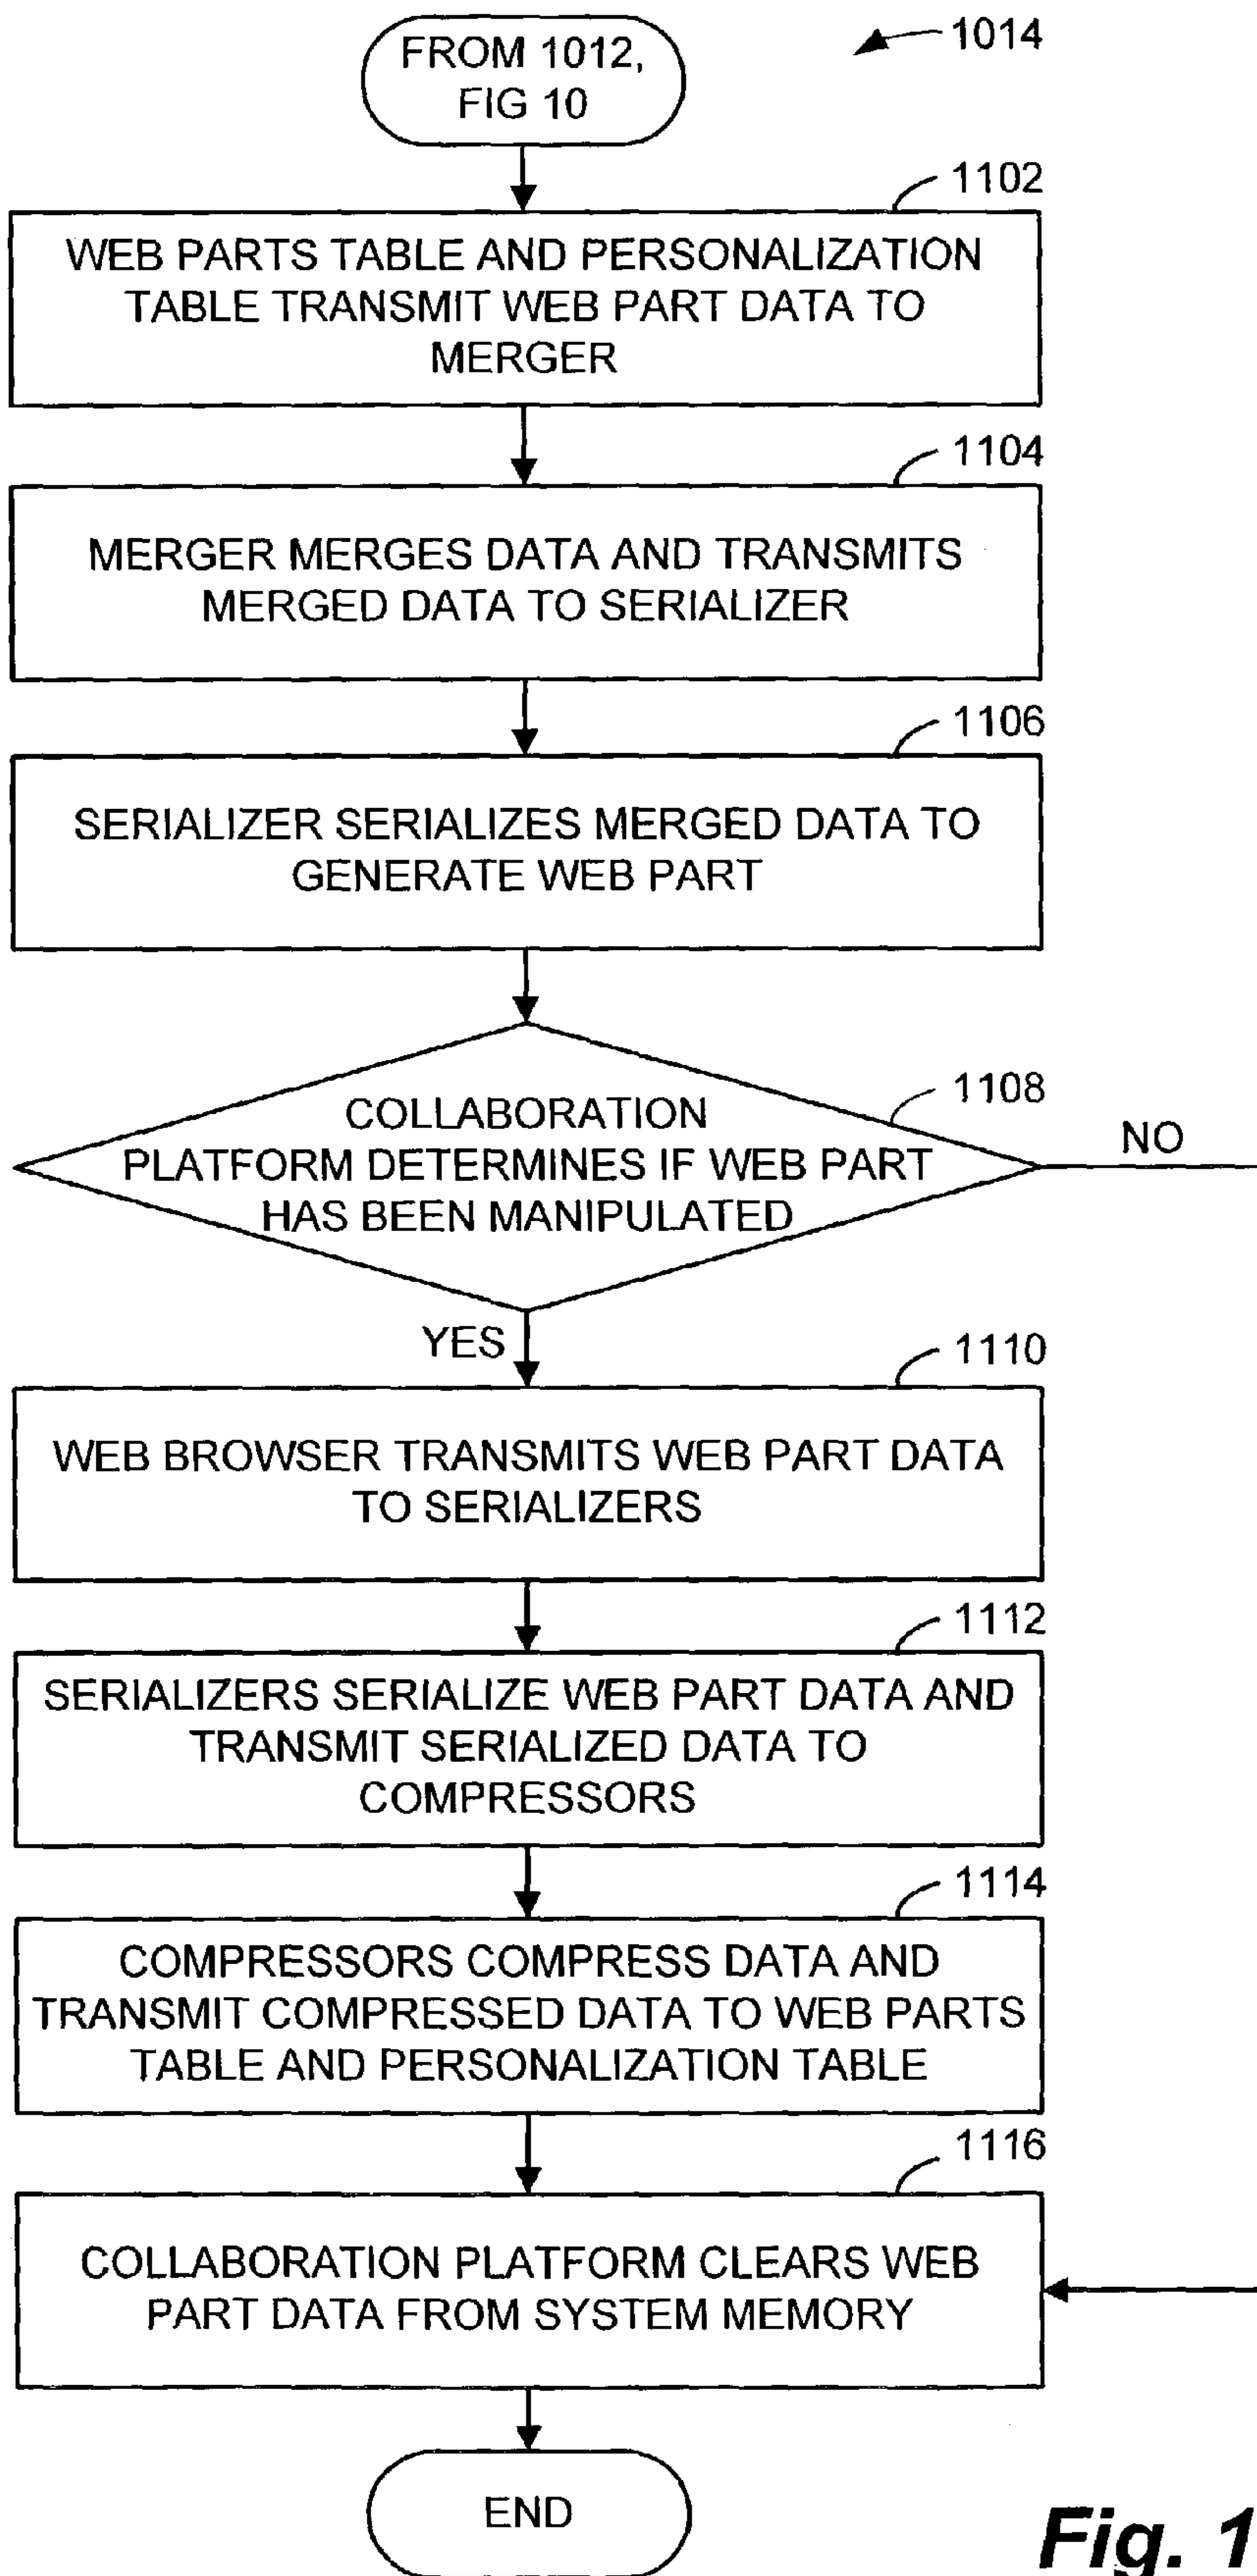 FROM 1012,
FIG 10
1014
1102
WEB PARTS TABLE AND PERSONALIZATION
TABLE TRANSMIT WEB PART DATA TO
MERGER
1104
MERGER MERGES DATA AND TRANSMITS
MERGED DATA TO SERIALIZER
1106
SERIALIZER SERIALIZES MERGED DATA TO
GENERATE WEB PART
1108
COLLABORATION
PLATFORM DETERMINES IF WEB PART
HAS BEEN MANIPULATED
NO
YES
1110
WEB BROWSER TRANSMITS WEB PART DATA
TO SERIALIZERS
1112
SERIALIZERS SERIALIZE WEB PART DATA AND
TRANSMIT SERIALIZED DATA TO
COMPRESSORS
1114
COMPRESSORS COMPRESS DATA AND
TRANSMIT COMPRESSED DATA TO WEB PARTS
TABLE AND PERSONALIZATION TABLE
1116
COLLABORATION PLATFORM CLEARS WEB
PART DATA FROM SYSTEM MEMORY
END
Fig. 1